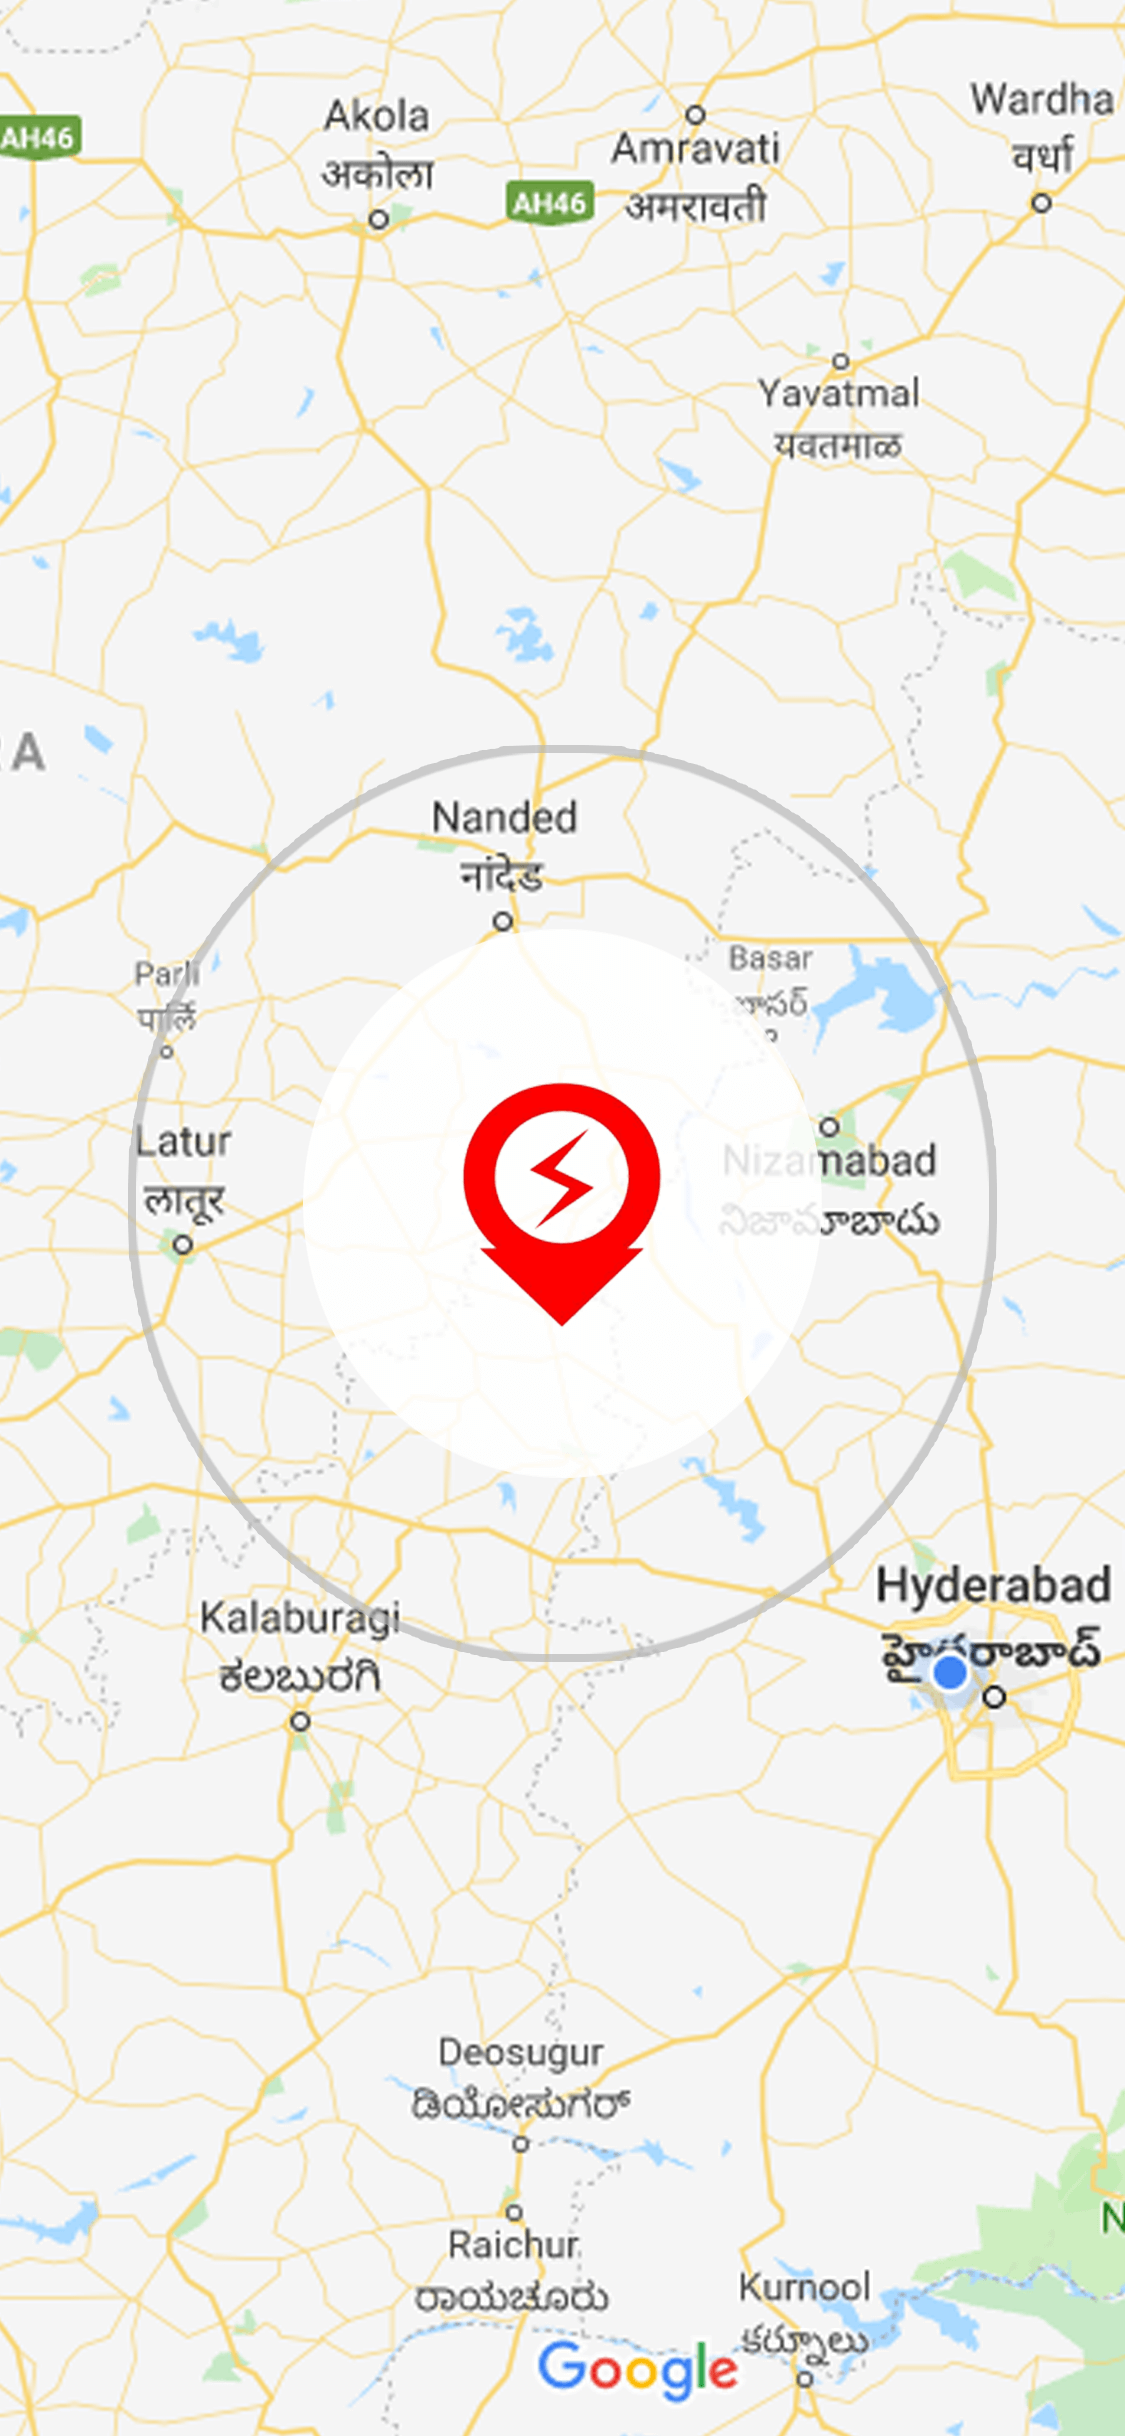 Wardha
वर्धा
AH46
Akola
अकोला
AH46
Amravati
अमरावती
Yavatmal
यवतमाळ
A
Nanded
नांदेड
Basar
Parli
पार्लि
Latur
लातूर
Nizamabad
నిజామాబాదు
Hyderabad
హైదరాబాద్
Kalaburagi
ಕಲಬುರಗಿ
Deosugur
ಡಿಯೋಸುಗರ್
N
Raichur
ರಾಯಚೂರು
Kurnool
కర్నూలు
Google